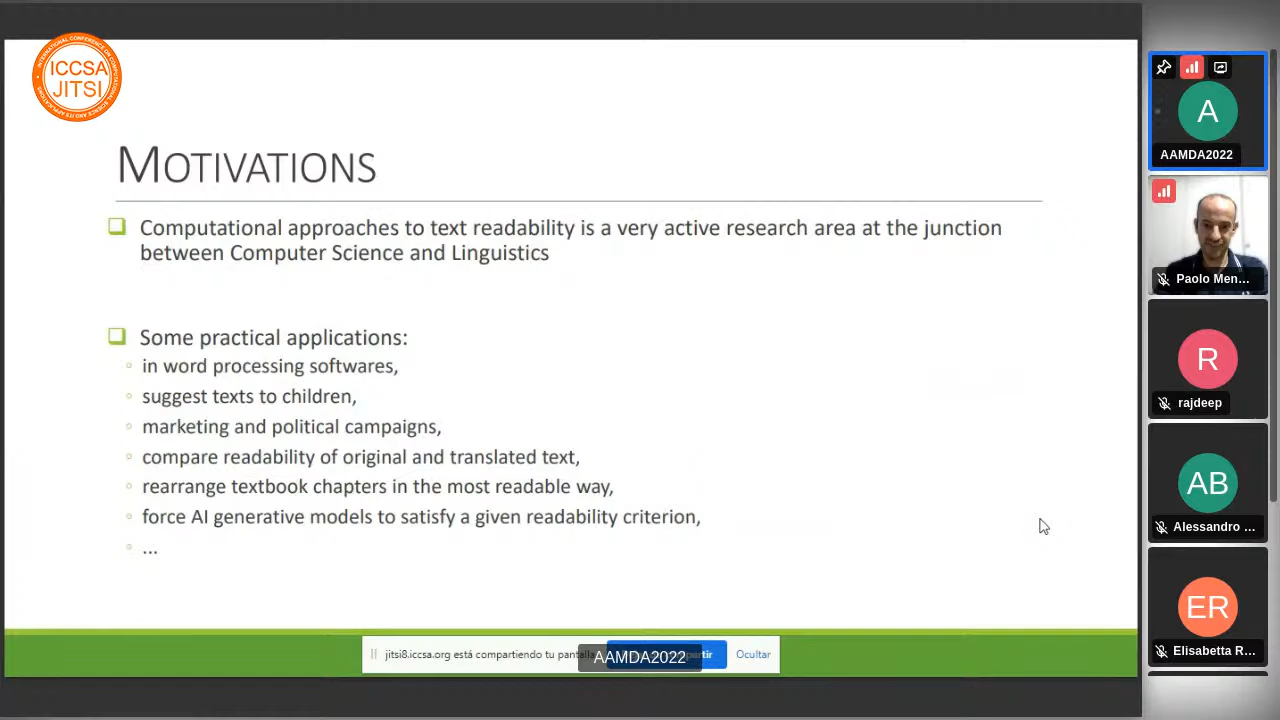 ICCSA
JITSI
MOTIVATIONS
Computational approaches to text readability is a very active research area at the junction
between Computer Science and Linguistics
Some practical applications:
in word processing softwares,
suggest texts to children,
marketing and political campaigns,
compare readability of original and translated text,
rearrange textbook chapters in the most readable way,
force AI generative models to satisfy a given readability criterion,
...
jitsi8.iccsa.org está compartiendo tu pantalla
AAMDA2022
Ocultar
A
AAMDA2022
Paolo Men...
R
rajdeep
AB
Alessandro ...
ER
Elisabetta R...